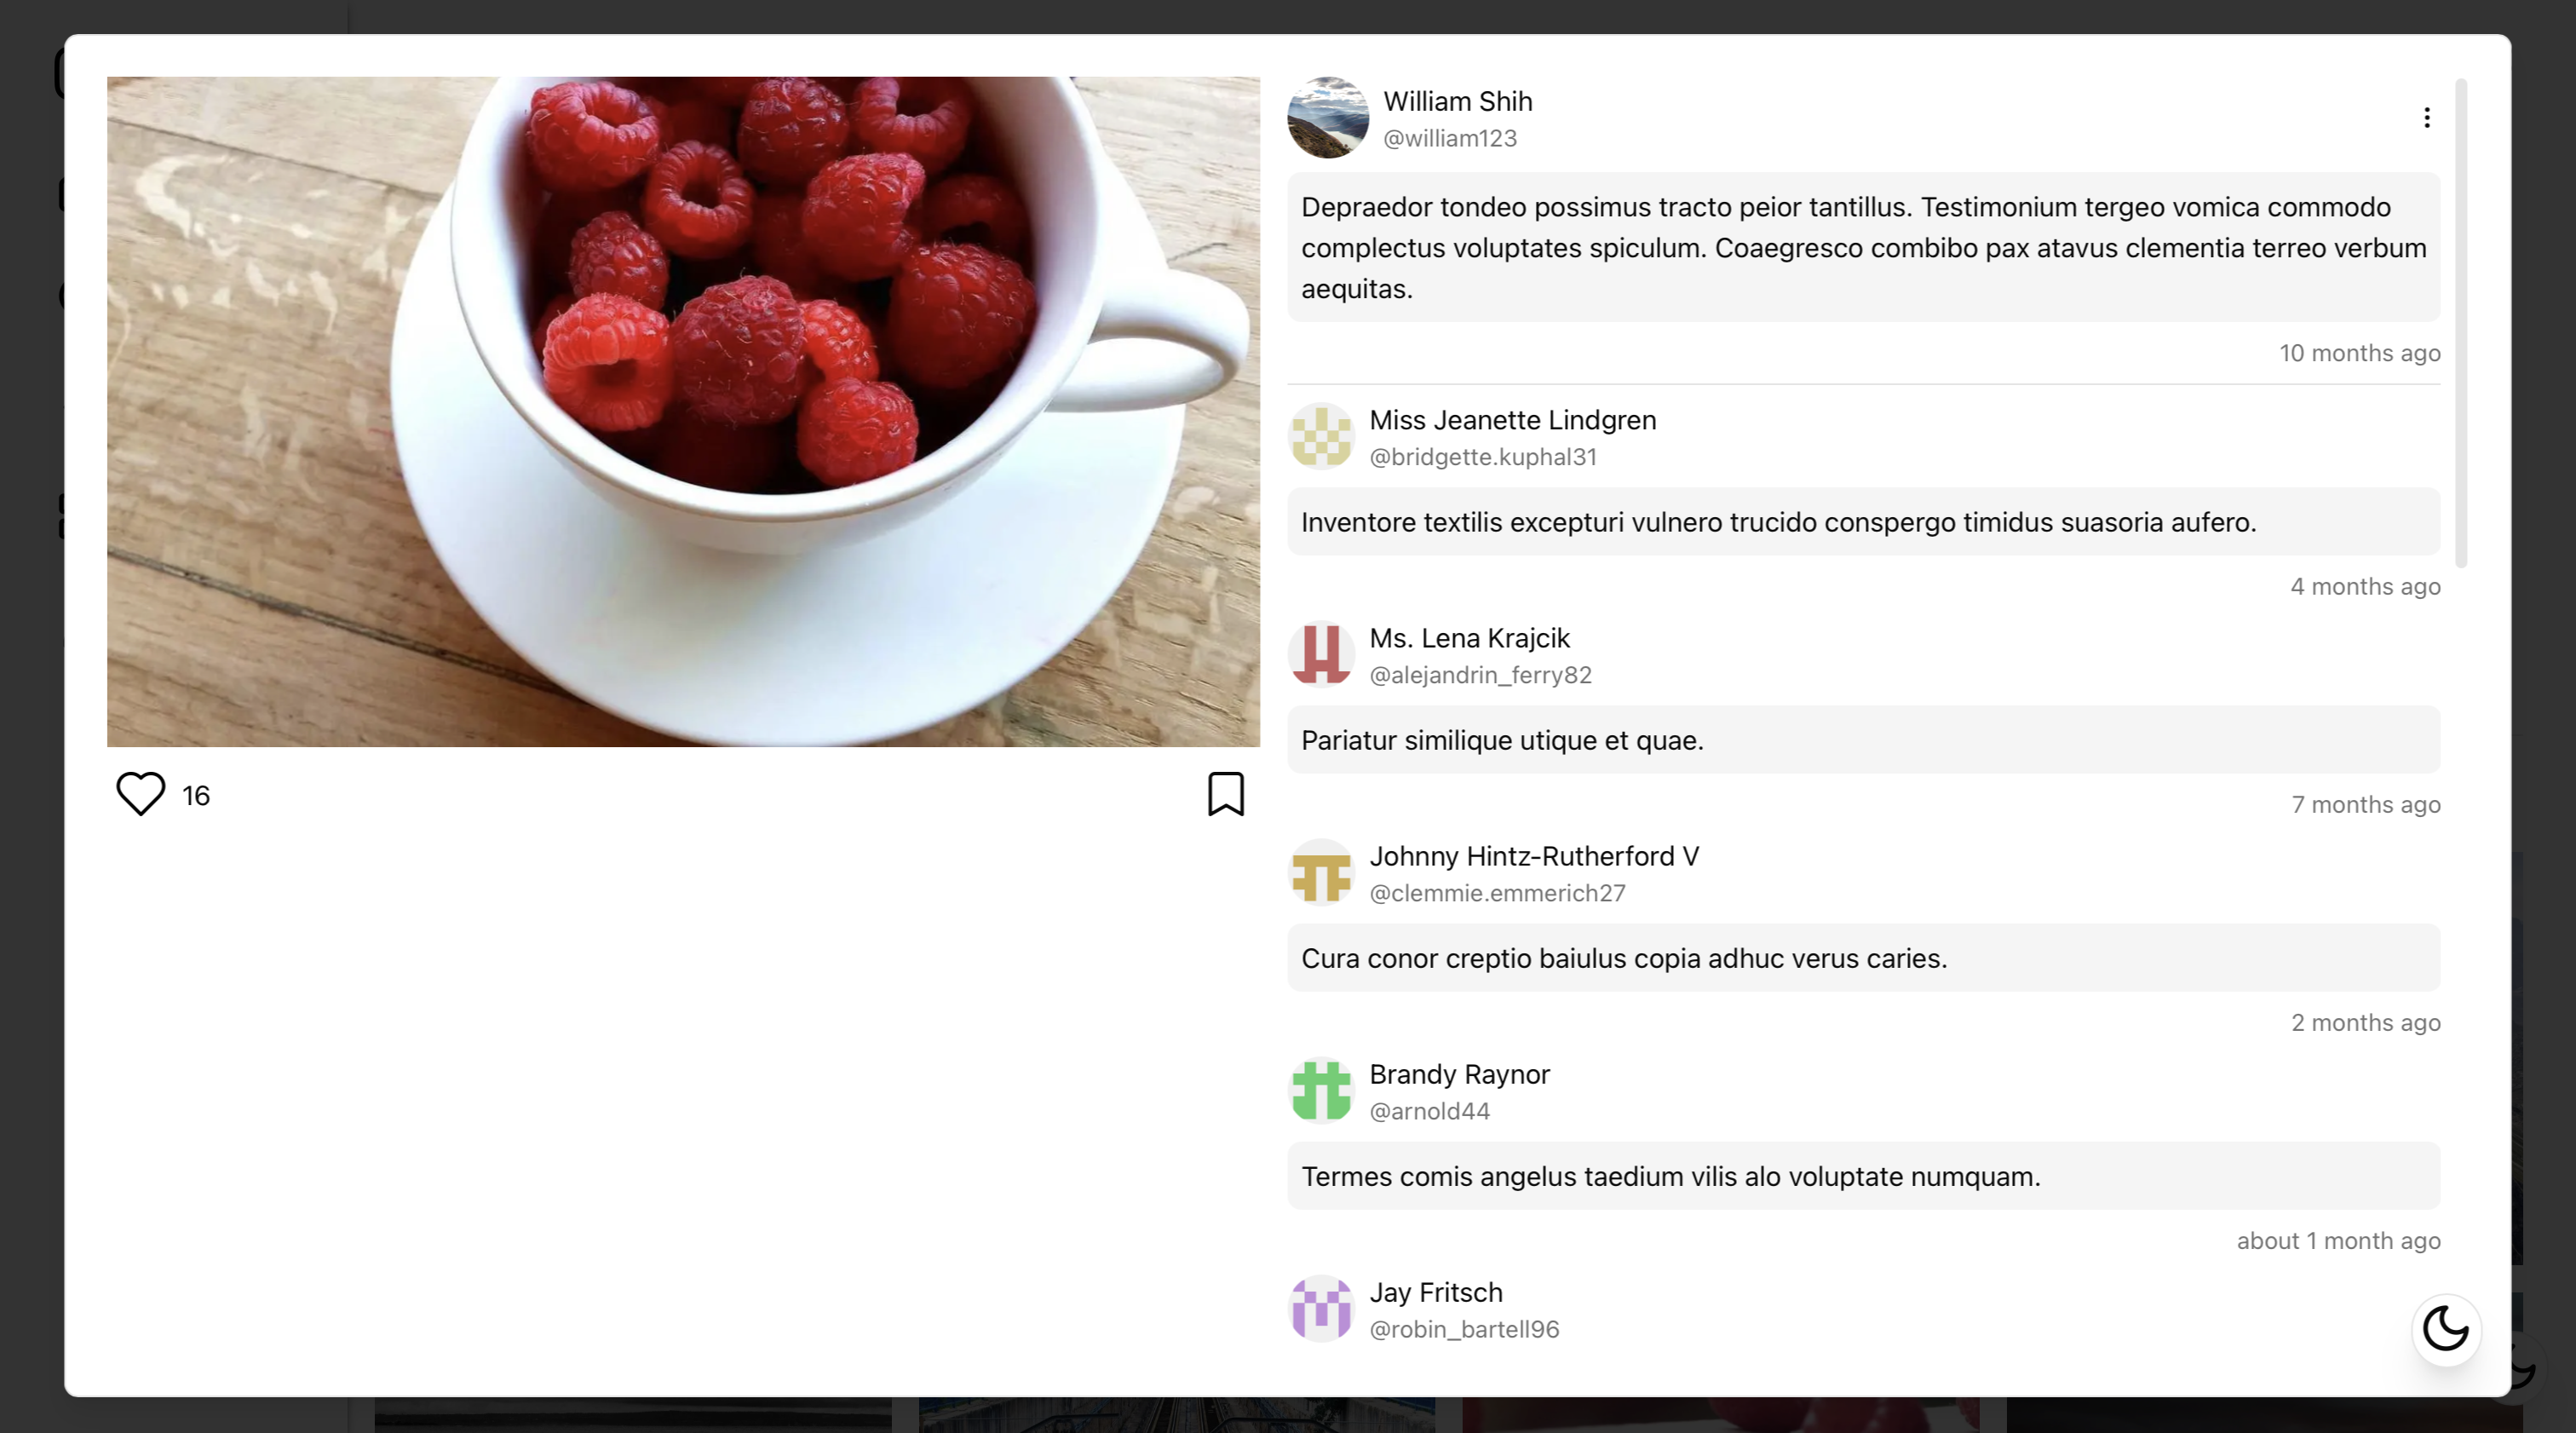 William Shih
@william123
Depraedor tondeo possimus tracto peior tantillus. Testimonium tergeo vomica commodo
complectus voluptates spiculum. Coaegresco combibo pax atavus clementia terreo verbum
aequitas.
10 months ago
Miss Jeanette Lindgren
@bridgette.kuphal31
Inventore textilis excepturi vulnero trucido conspergo timidus suasoria aufero.
4 months ago
Ms. Lena Krajcik
@alejandrin_ferry82
Pariatur similique utique et quae.
7 months ago
Johnny Hintz-Rutherford V
@clemmie.emmerich27
Cura conor creptio baiulus copia adhuc verus caries.
2 months ago
Brandy Raynor
@arnold44
Termes comis angelus taedium vilis alo voluptate numquam.
about 1 month ago
Jay Fritsch
@robin_bartell96
16